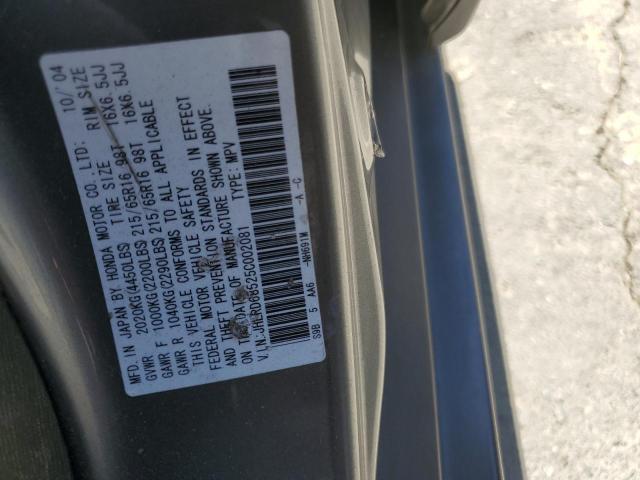 MFD. IN JAPAN BY HONDA MOTOR CO., LTD: 10/ 04
TIRE SIZE RIM SIZE
GVWR 2020KG(4450LBS)
GAWR F 1000KG(2200LBS) 215/65R16 98T 16X6.5JJ
GAWR R 1040KG(2290LBS) 215/65R16 98T 16X6.5JJ
THIS VEHICLE CONFORMS TO ALL APPLICABLE
FEDERAL MOTOR VEHICLE SAFETY
AND THEFT PREVENTION STANDARDS IN EFFECT
ON THE DATE OF MANUFACTURE SHOWN ABOVE.
V.I.N: JHLRD68525C002081 TYPE: MPV
S9B 5 AA6 -NH691M -A -C